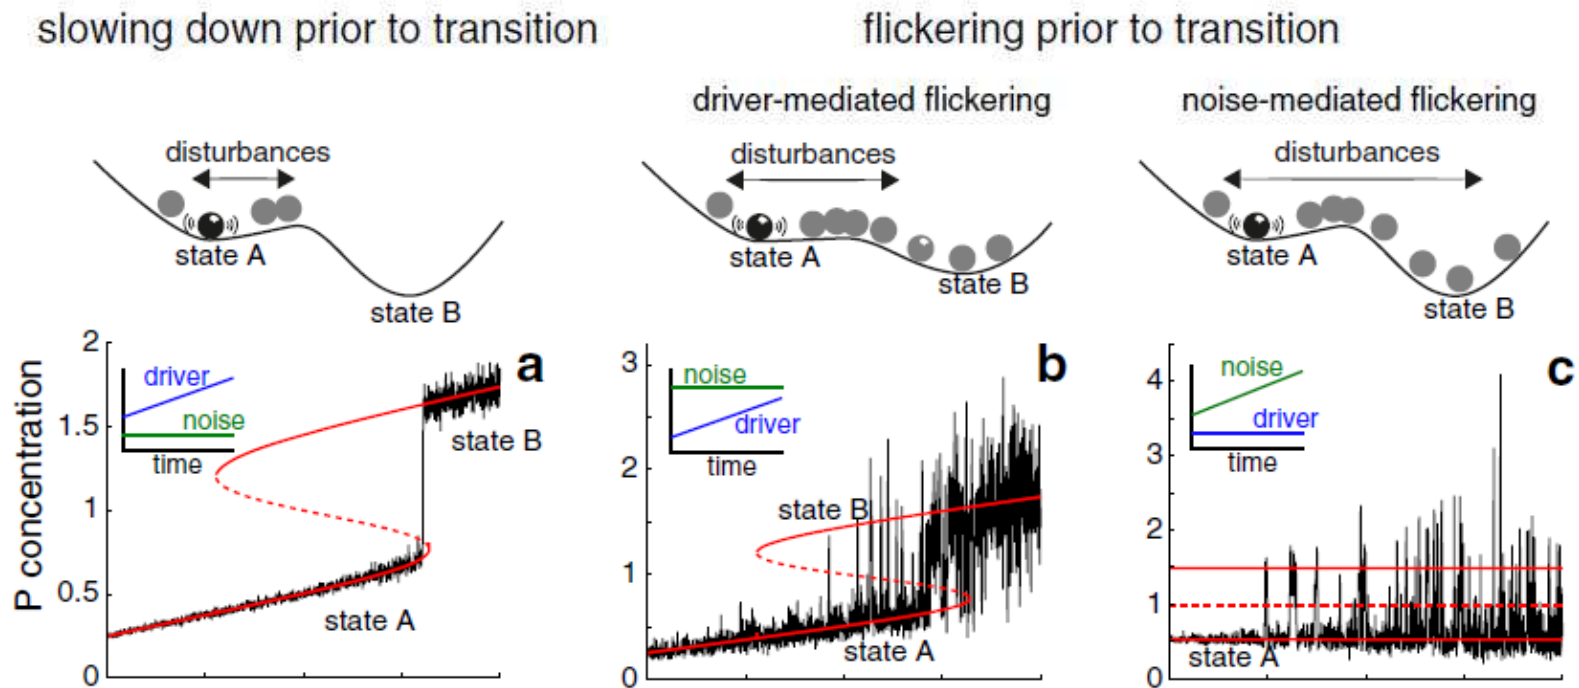 slowing down prior to transition
flickering prior to transition
driver-mediated flickering
noise-mediated flickering
disturbances
state A
state B
disturbances
state A
state B
disturbances
state A
state B
P concentration
a
2
1.5
1
0.5
0
driver
noise
time
state B
state A
b
3
2
1
0
noise
driver
time
state B
state A
c
4
3
2
1
0
noise
driver
time
state A